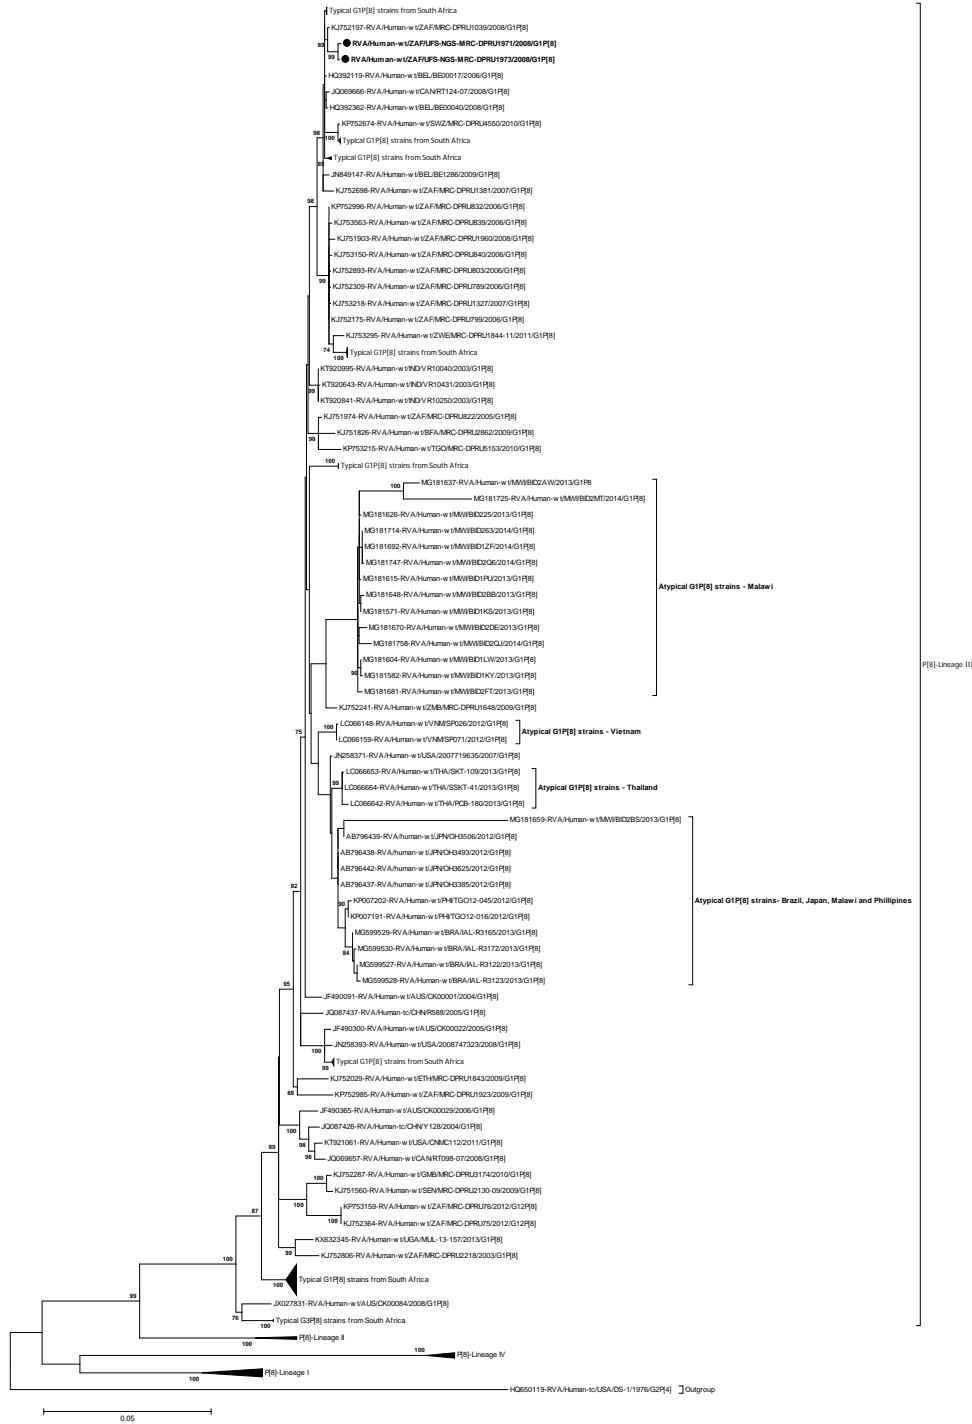 Typical G1P[8] strains from South Africa
KJ752197-RVA/Human-wt/ZAF/MRC-DPRU1039/2008/G1P[8]
89
RVA/Human-wt/ZAF/UFS-NGS-MRC-DPRU1971/2008/G1P[8]
99
RVA/Human-wt/ZAF/UFS-NGS-MRC-DPRU1973/2008/G1P[8]
HQ392119-RVA/Human-wt/BEL/BE00017/2006/G1P[8]
JQ069666-RVA/Human-wt/CAN/RT124-07/2008/G1P[8]
HQ392362-RVA/Human-wt/BEL/BE00040/2008/G1P[8]
KP752674-RVA/Human-wt/SWZ/MRC-DPRU4550/2010/G1P[8]
98
100
Typical G1P[8] strains from South Africa
Typical G1P[8] strains from South Africa
85
JN849147-RVA/Human-wt/BEL/BE1286/2009/G1P[8]
KJ752698-RVA/Human-wt/ZAF/MRC-DPRU1381/2007/G1P[8]
98
KP752996-RVA/Human-wt/ZAF/MRC-DPRU832/2006/G1P[8]
KJ753563-RVA/Human-wt/ZAF/MRC-DPRU839/2006/G1P[8]
KJ751903-RVA/Human-wt/ZAF/MRC-DPRU1960/2008/G1P[8]
KJ753150-RVA/Human-wt/ZAF/MRC-DPRU840/2006/G1P[8]
KJ752893-RVA/Human-wt/ZAF/MRC-DPRU803/2006/G1P[8]
99
KJ752309-RVA/Human-wt/ZAF/MRC-DPRU789/2006/G1P[8]
KJ753218-RVA/Human-wt/ZAF/MRC-DPRU1327/2007/G1P[8]
KJ752175-RVA/Human-wt/ZAF/MRC-DPRU799/2006/G1P[8]
KJ753295-RVA/Human-wt/ZWE/MRC-DPRU1844-11/2011/G1P[8]
74
100
Typical G1P[8] strains from South Africa
KT920995-RVA/Human-wt/IND/VR10040/2003/G1P[8]
KT920643-RVA/Human-wt/IND/VR10431/2003/G1P[8]
99
KT920841-RVA/Human-wt/IND/VR10250/2003/G1P[8]
KJ751974-RVA/Human-wt/ZAF/MRC-DPRU822/2005/G1P[8]
KJ751826-RVA/Human-wt/BFA/MRC-DPRU2862/2009/G1P[8]
98
KP753215-RVA/Human-wt/TGO/MRC-DPRU5153/2010/G1P[8]
100
Typical G1P[8] strains from South Africa
MG181637-RVA/Human-wt/MWI/BID2AW/2013/G1P8
100
MG181725-RVA/Human-wt/MWI/BID2MT/2014/G1P[8]
MG181626-RVA/Human-wt/MWI/BID225/2013/G1P[8]
MG181714-RVA/Human-wt/MWI/BID263/2014/G1P[8]
MG181692-RVA/Human-wt/MWI/BID1ZF/2014/G1P[8]
MG181747-RVA/Human-wt/MWI/BID2Q6/2014/G1P[8]
MG181615-RVA/Human-wt/MWI/BID1PU/2013/G1P[8]
Atypical G1P[8] strains - Malawi
MG181648-RVA/Human-wt/MWI/BID2BB/2013/G1P[8]
MG181571-RVA/Human-wt/MWI/BID1KS/2013/G1P[8]
MG181670-RVA/Human-wt/MWI/BID2DE/2013/G1P[8]
MG181758-RVA/Human-wt/MWI/BID2QJ/2014/G1P[8]
MG181604-RVA/Human-wt/MWI/BID1LW/2013/G1P[8]
P[8]-Lineage III
90
MG181582-RVA/Human-wt/MWI/BID1KY/2013/G1P[8]
MG181681-RVA/Human-wt/MWI/BID2FT/2013/G1P[8]
KJ752241-RVA/Human-wt/ZMB/MRC-DPRU1648/2009/G1P[8]
100
LC066148-RVA/Human-wt/VNM/SP026/2012/G1P[8]
75
Atypical G1P[8] strains - Vietnam
LC066159-RVA/Human-wt/VNM/SP071/2012/G1P[8]
JN258371-RVA/Human-wt/USA/2007719635/2007/G1P[8]
LC066653-RVA/Human-wt/THA/SKT-109/2013/G1P[8]
99
LC066664-RVA/Human-wt/THA/SSKT-41/2013/G1P[8]
Atypical G1P[8] strains - Thailand
LC066642-RVA/Human-wt/THA/PCB-180/2013/G1P[8]
MG181659-RVA/Human-wt/MWI/BID2BS/2013/G1P[8]
AB796439-RVA/human-wt/JPN/OH3506/2012/G1P[8]
AB796438-RVA/human-wt/JPN/OH3493/2012/G1P[8]
AB796442-RVA/human-wt/JPN/OH3625/2012/G1P[8]
AB796437-RVA/human-wt/JPN/OH3385/2012/G1P[8]
92
90
KP007202-RVA/Human-wt/PHI/TGO12-045/2012/G1P[8]
Atypical G1P[8] strains- Brazil, Japan, Malawi and Phillipines
KP007191-RVA/Human-wt/PHI/TGO12-016/2012/G1P[8]
MG599529-RVA/Human-wt/BRA/IAL-R3165/2013/G1P[8]
MG599530-RVA/Human-wt/BRA/IAL-R3172/2013/G1P[8]
84
MG599527-RVA/Human-wt/BRA/IAL-R3122/2013/G1P[8]
MG599528-RVA/Human-wt/BRA/IAL-R3123/2013/G1P[8]
95
JF490091-RVA/Human-wt/AUS/CK00001/2004/G1P[8]
JQ087437-RVA/Human-tc/CHN/R588/2005/G1P[8]
JF490300-RVA/Human-wt/AUS/CK00022/2005/G1P[8]
JN258393-RVA/Human-wt/USA/2008747323/2008/G1P[8]
100
Typical G1P[8] strains from South Africa
99
KJ752029-RVA/Human-wt/ETH/MRC-DPRU1843/2009/G1P[8]
88
KP752985-RVA/Human-wt/ZAF/MRC-DPRU1923/2009/G1P[8]
JF490365-RVA/Human-wt/AUS/CK00029/2006/G1P[8]
100
JQ087426-RVA/Human-tc/CHN/Y128/2004/G1P[8]
98
KT921061-RVA/Human-wt/USA/CNMC112/2011/G1P[8]
89
98
JQ069657-RVA/Human-wt/CAN/RT098-07/2008/G1P[8]
KJ752287-RVA/Human-wt/GMB/MRC-DPRU3174/2010/G1P[8]
100
KJ751560-RVA/Human-wt/SEN/MRC-DPRU2130-09/2009/G1P[8]
100
KP753159-RVA/Human-wt/ZAF/MRC-DPRU76/2012/G12P[8]
87
100
KJ752364-RVA/Human-wt/ZAF/MRC-DPRU75/2012/G12P[8]
KX632345-RVA/Human-wt/UGA/MUL-13-157/2013/G1P[8]
99
KJ752806-RVA/Human-wt/ZAF/MRC-DPRU2218/2003/G1P[8]
100
Typical G1P[8] strains from South Africa
100
99
JX027831-RVA/Human-wt/AUS/CK00084/2008/G1P[8]
76
Typical G3P[8] strains from South Africa
100
P[8]-Lineage II
100
100
P[8]-Lineage IV
P[8]-Lineage I
100
HQ650119-RVA/Human-tc/USA/DS-1/1976/G2P[4]
Outgroup
0.05